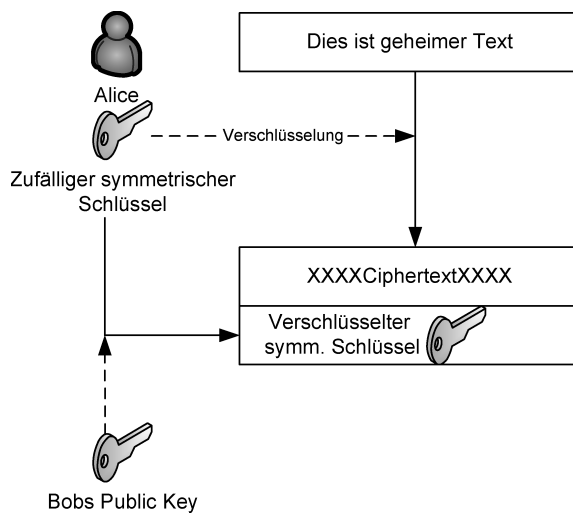 Dies ist geheimer Text
Alice
Verschlüsselung
Zufälliger symmetrischer
Schlüssel
XXXXCiphertextXXXX
Verschlüsselter
symm. Schlüssel
Bobs Public Key